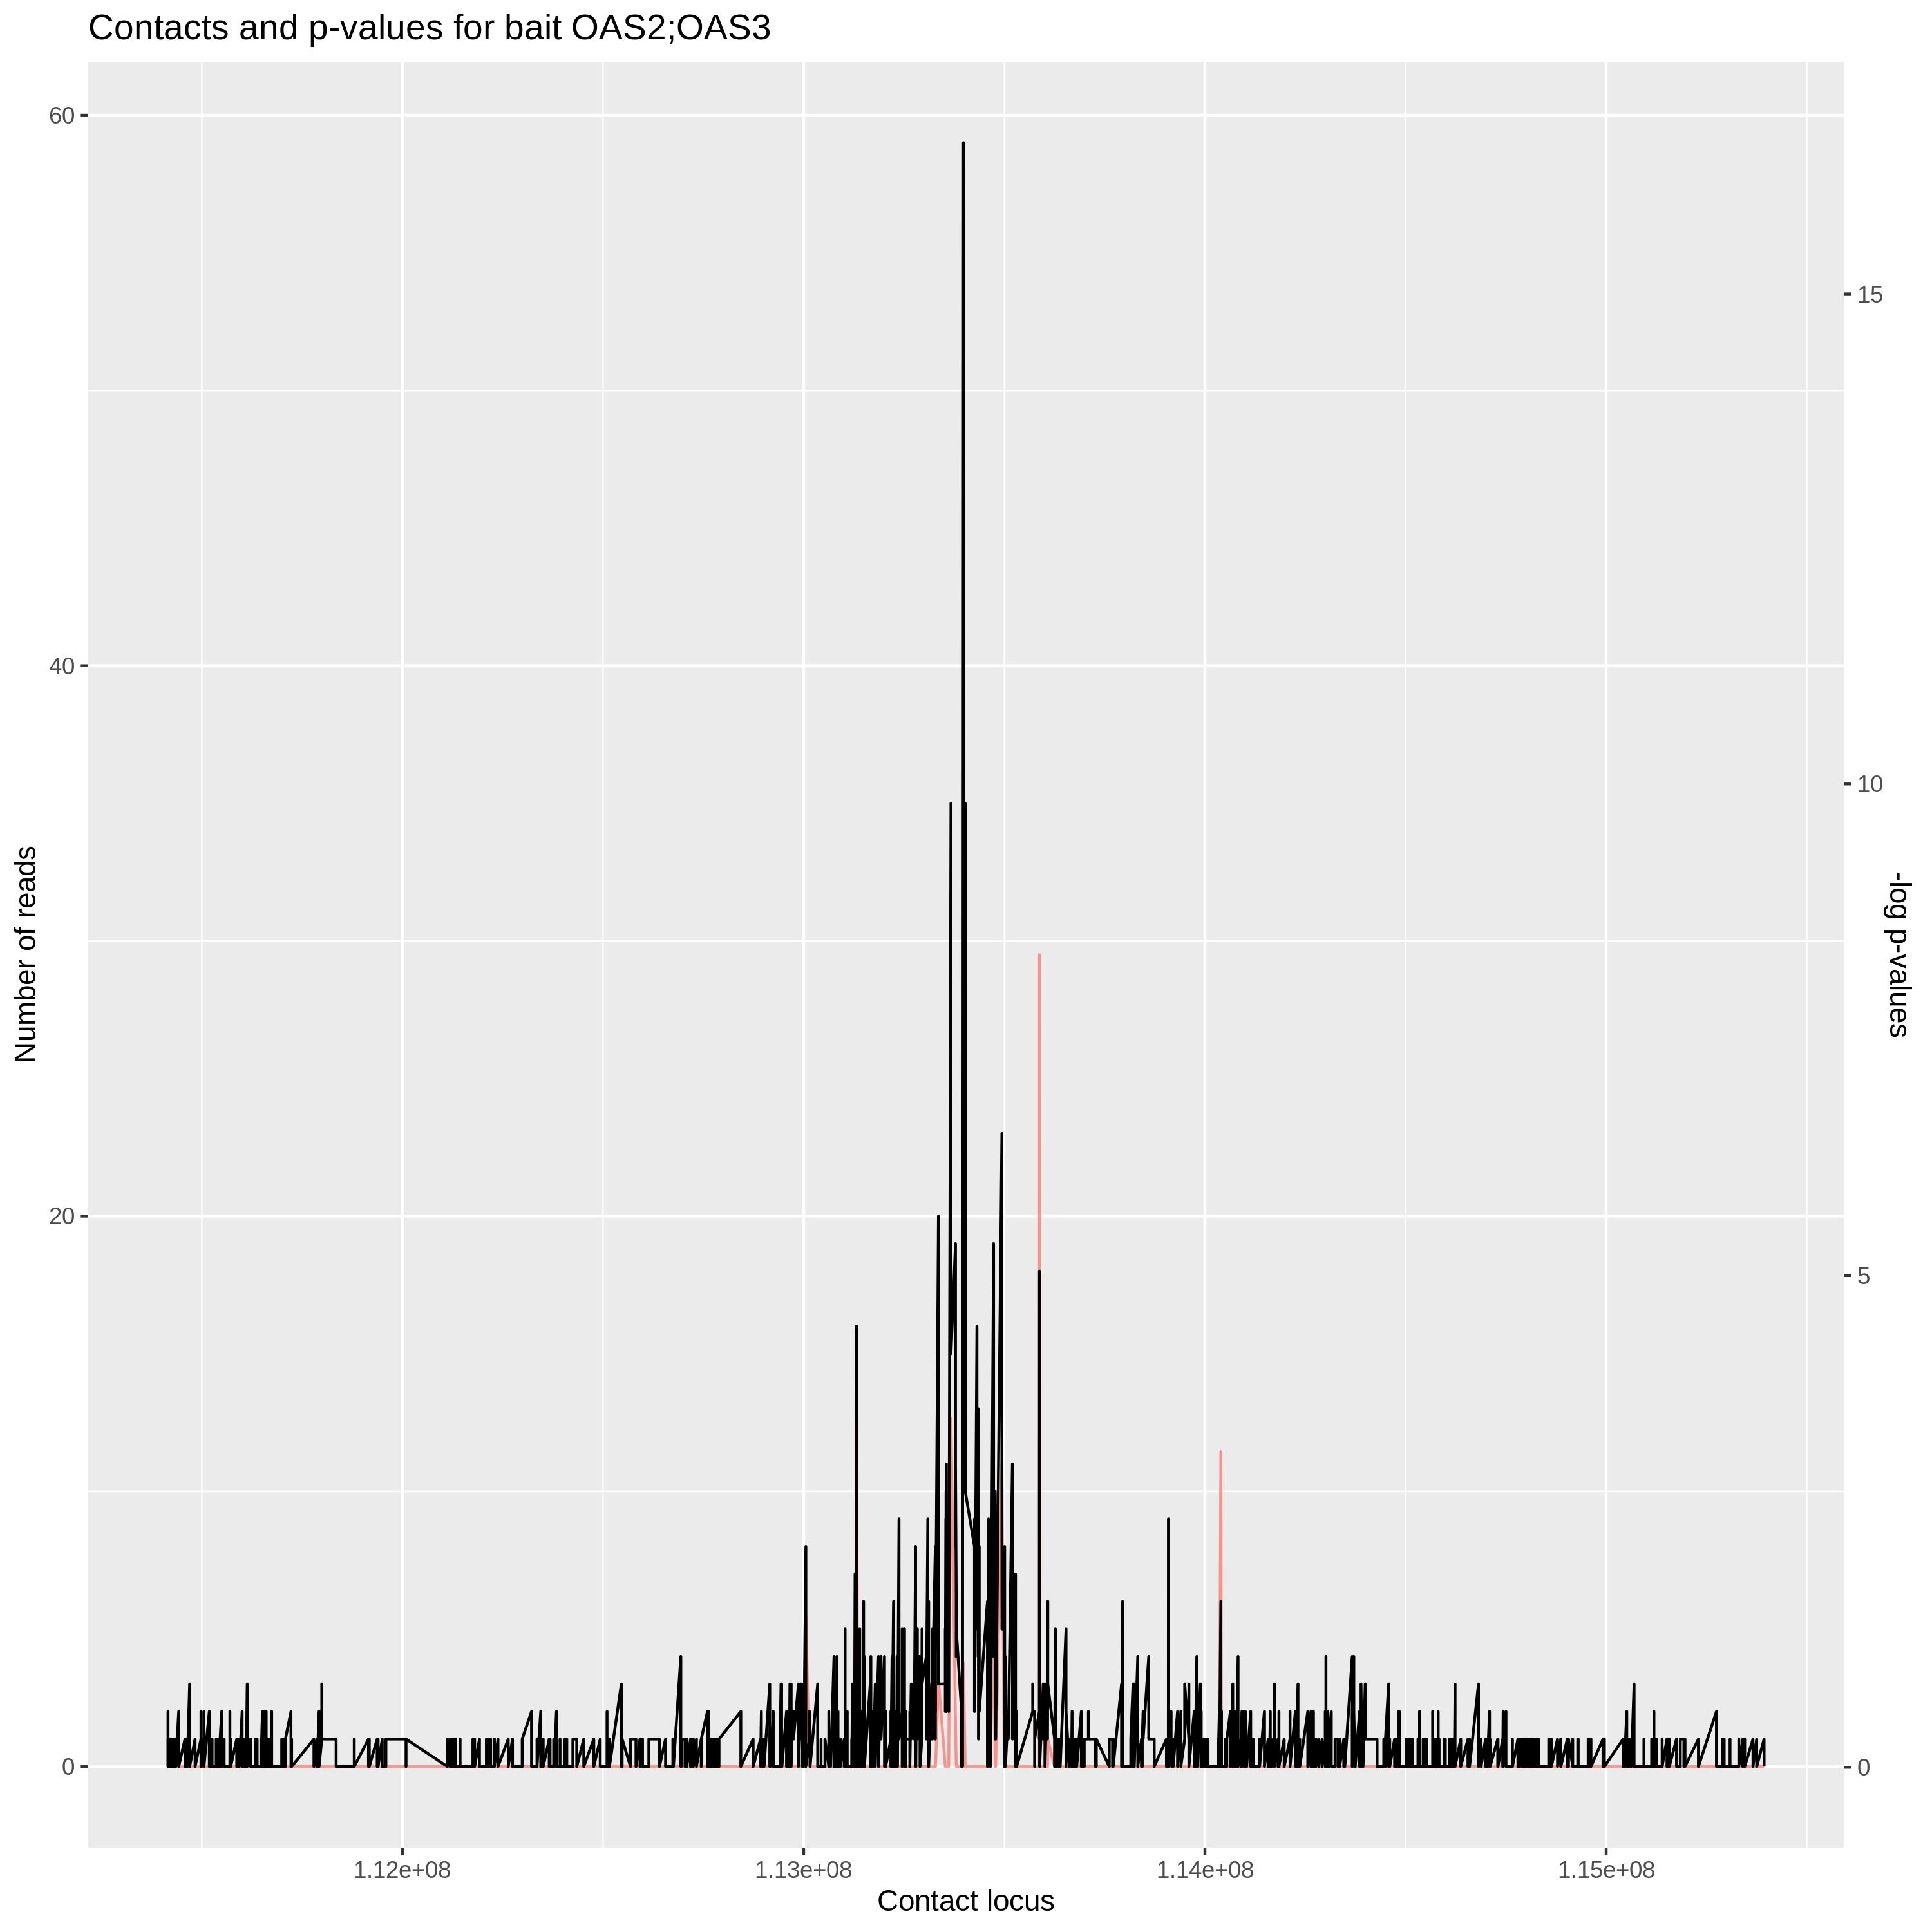 Contacts and p-values for bait OAS2;OAS3
60
40
20
0
Number of reads
15
10
5
0
-log p-values
1.12e+08
1.13e+08
1.14e+08
1.15e+08
Contact locus